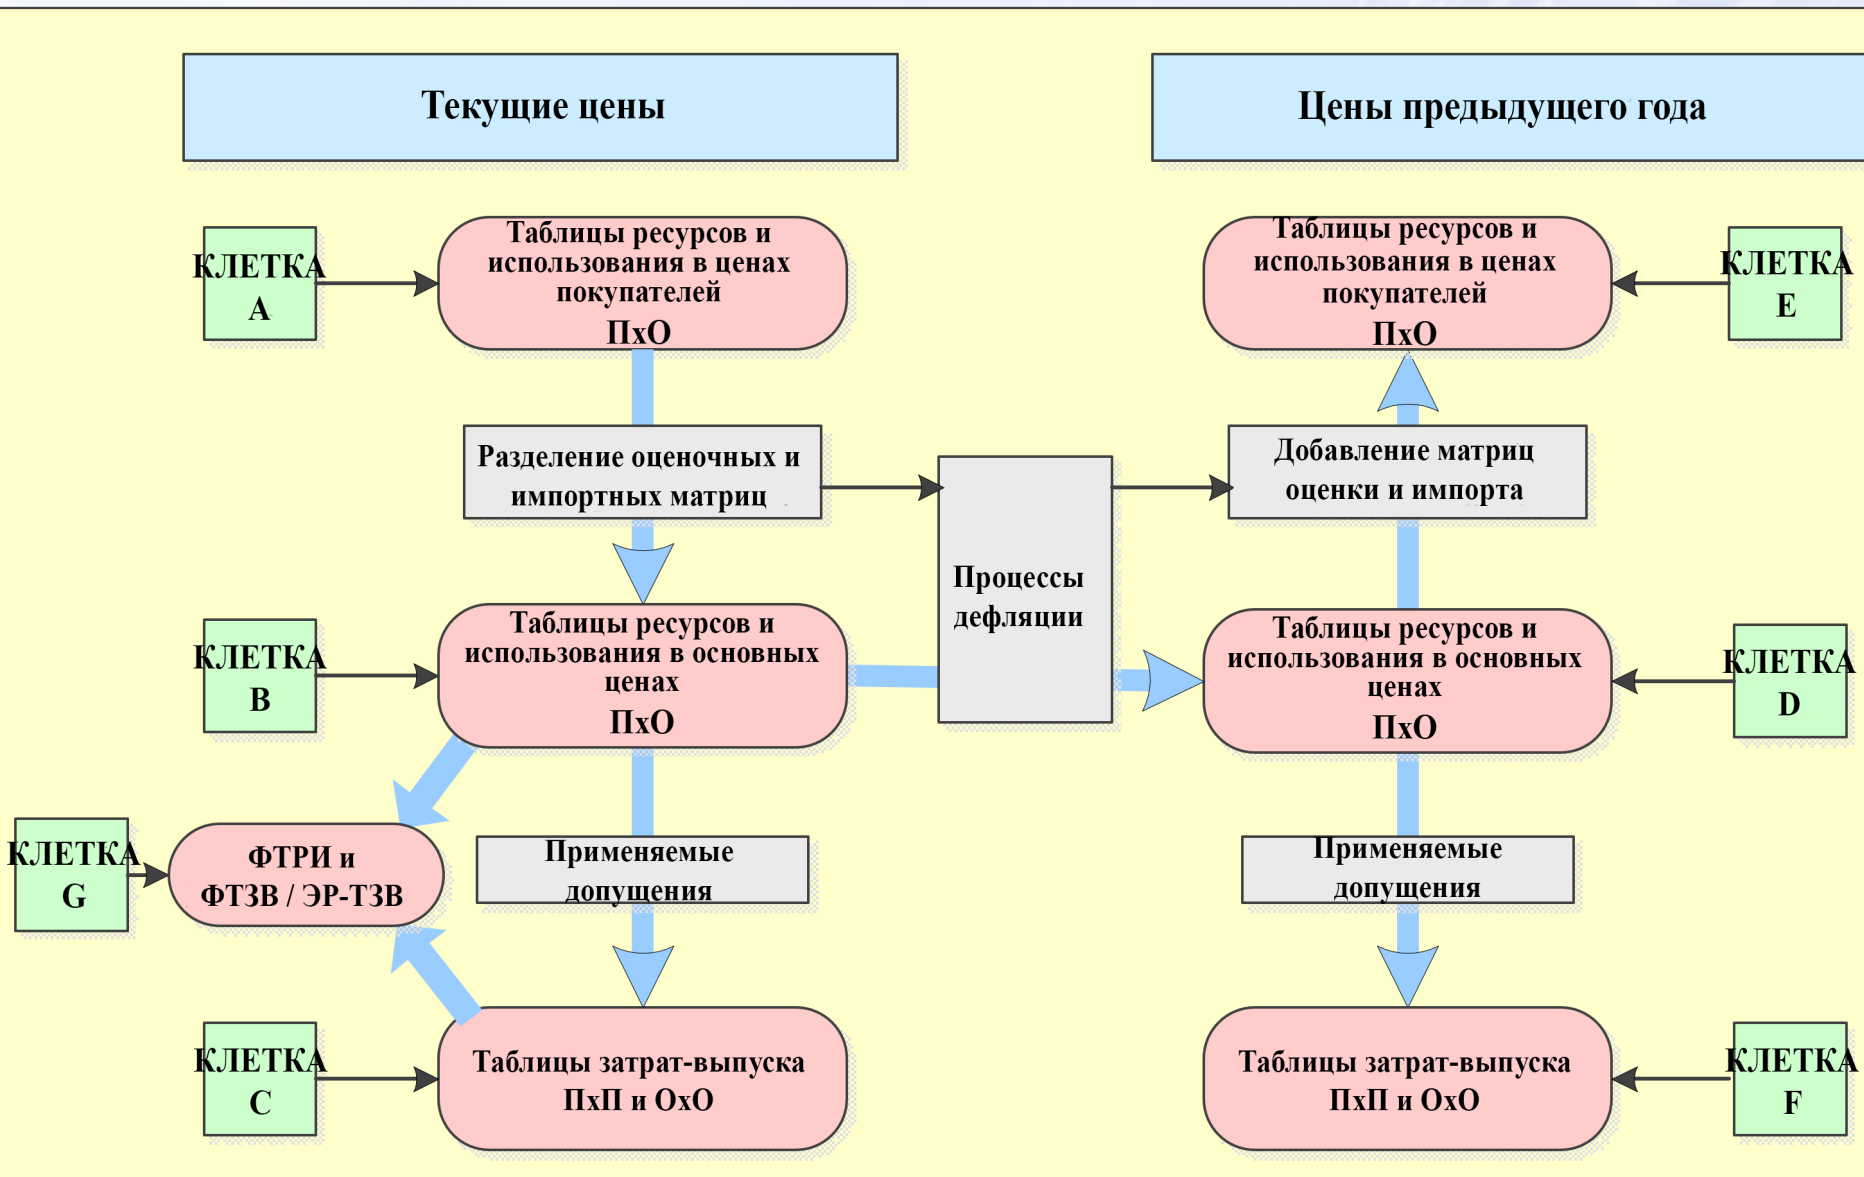 Текущие цены
Цены предыдущего года
КЛЕТКА
A
Таблицы ресурсов и
использования в ценах
покупателей
ПхО
Таблицы ресурсов и
использования в ценах
покупателей
ПхО
КЛЕТКА
E
Разделение оценочных и
импортных матриц
Процессы
дефляции
Добавление матриц
оценки и импорта
КЛЕТКА
B
Таблицы ресурсов и
использования в основных
ценах
ПхО
Таблицы ресурсов и
использования в основных
ценах
ПхО
КЛЕТКА
D
КЛЕТКА
G
ФТРИ и
ФТЗВ / ЭР-ТЗВ
Применяемые
допущения
Применяемые
допущения
КЛЕТКА
C
Таблицы затрат-выпуска
ПхП и ОхО
Таблицы затрат-выпуска
ПхП и ОхО
КЛЕТКА
F